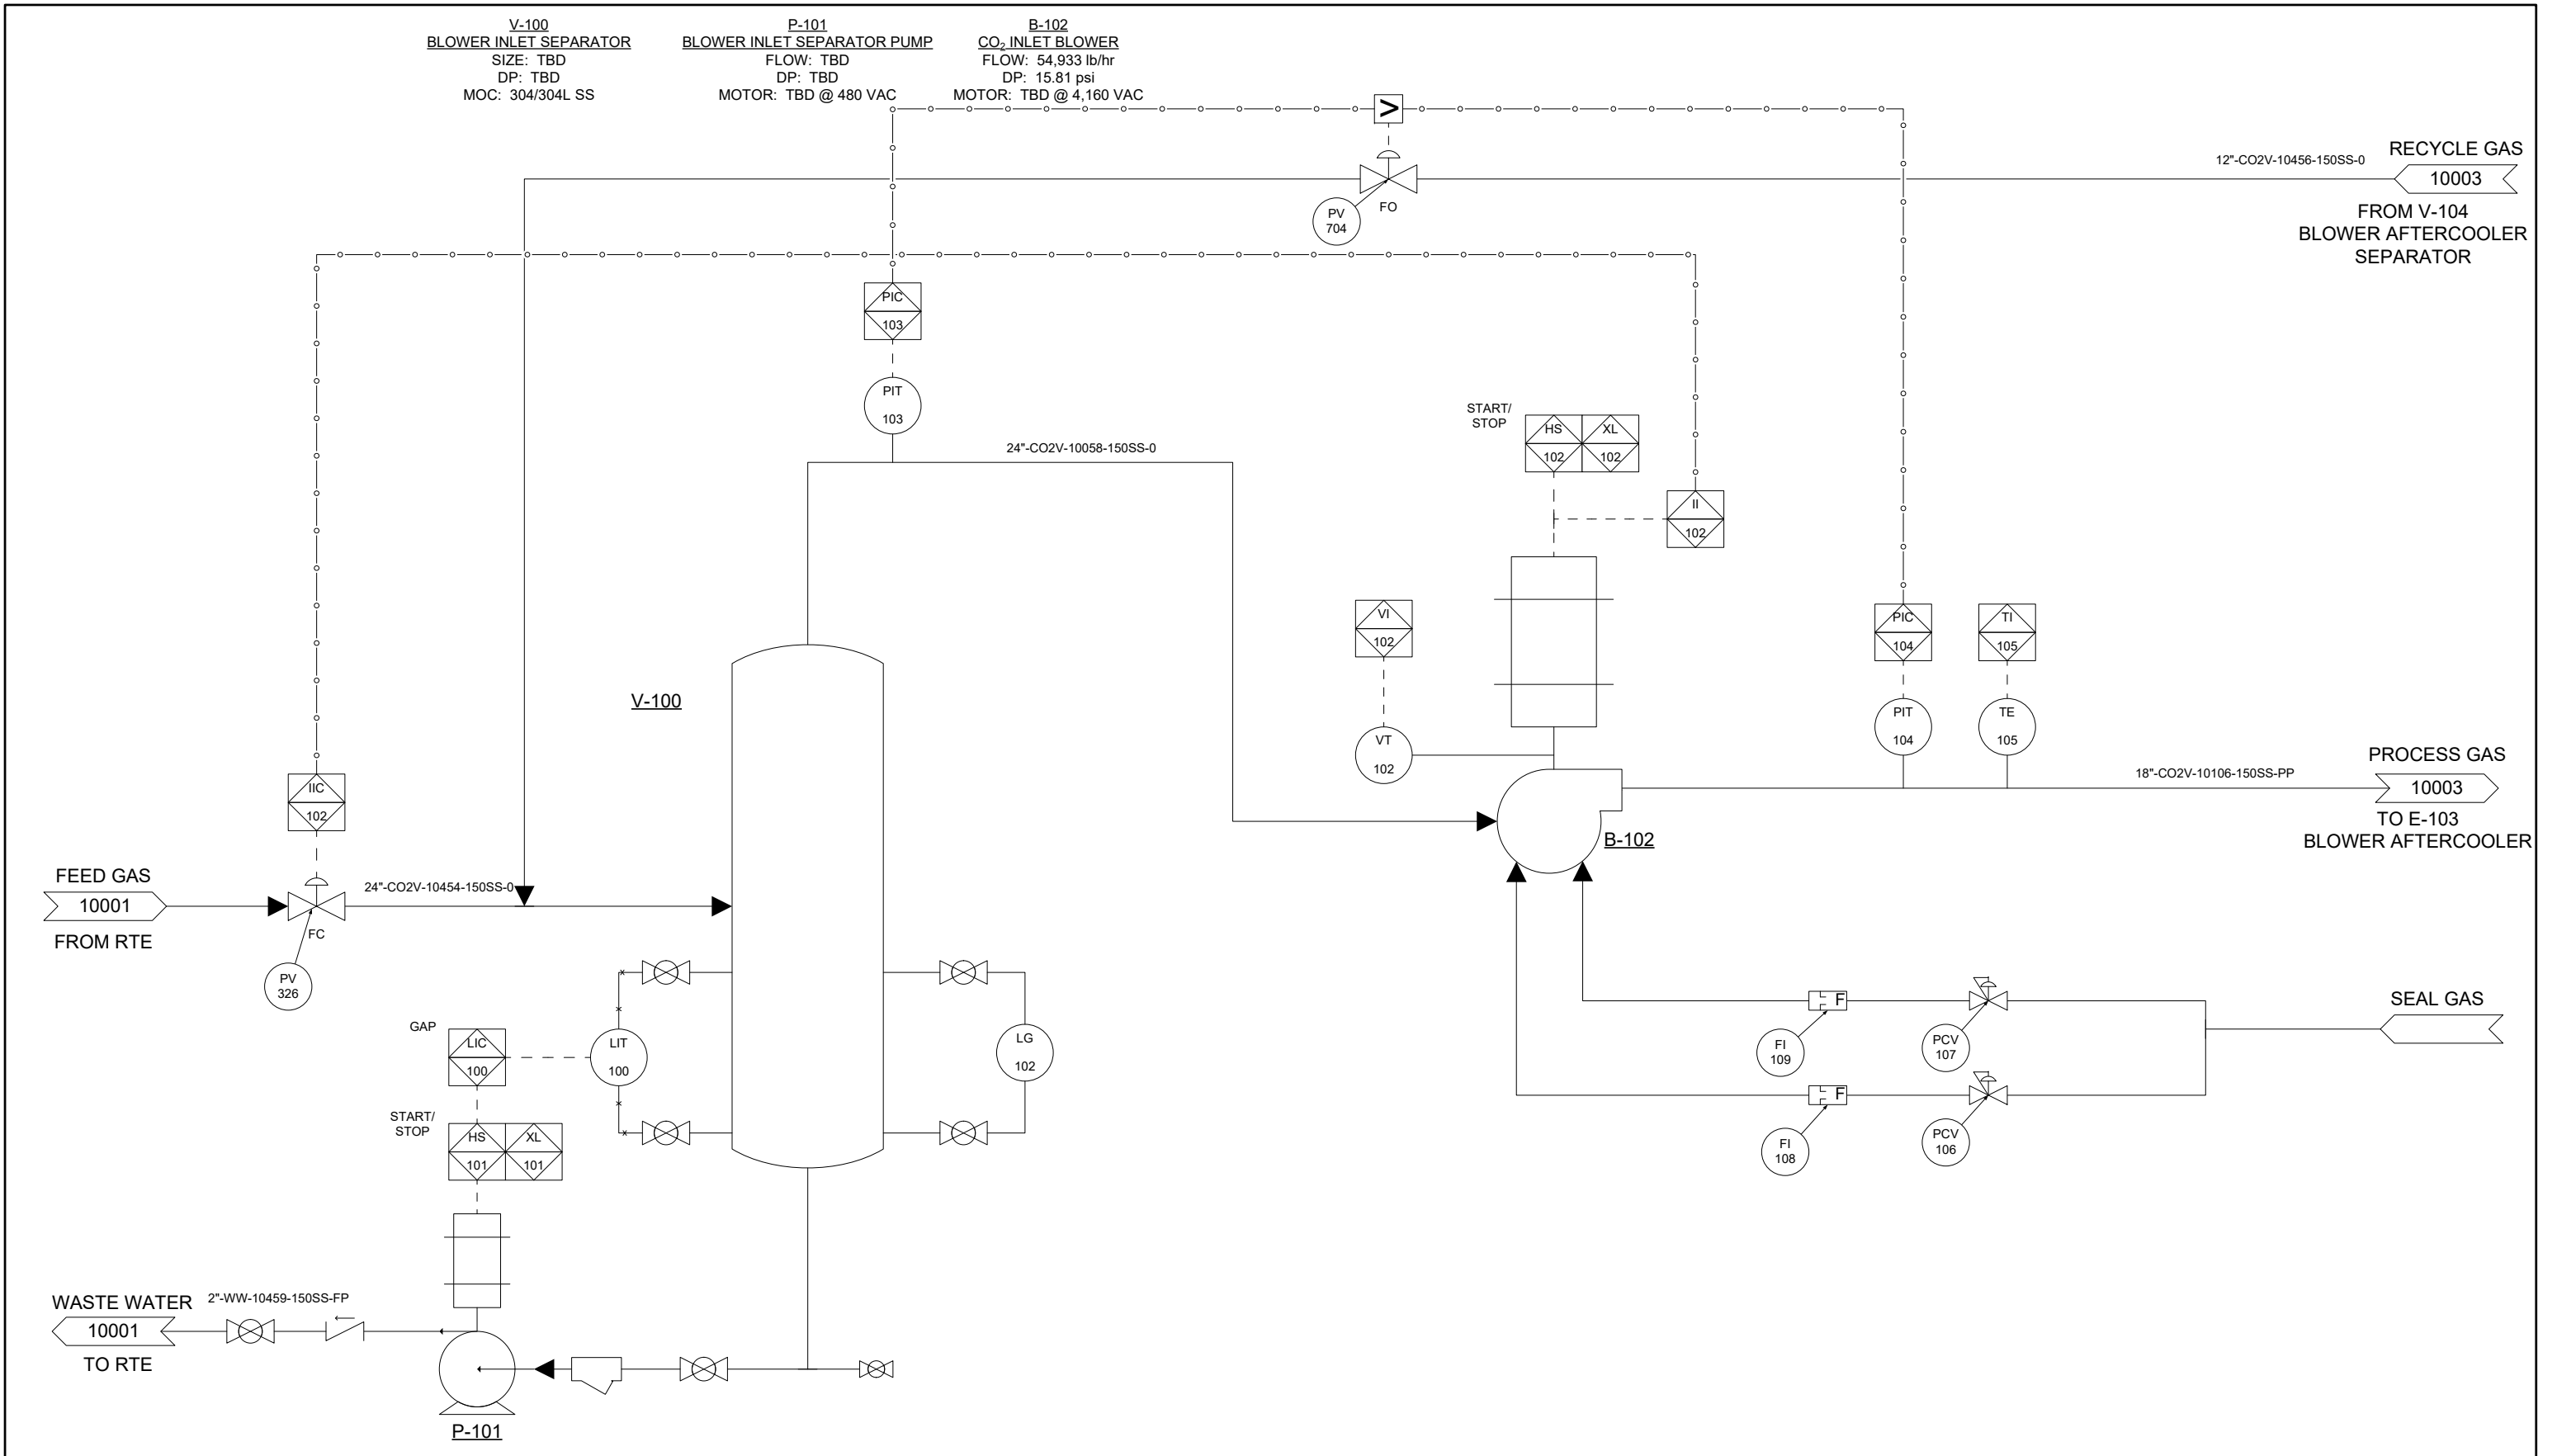 V-100
BLOWER INLET SEPARATOR
SIZE: TBD
DP: TBD
MOC: 304/304L SS
P-101
BLOWER INLET SEPARATOR PUMP
FLOW: TBD
DP: TBD
MOTOR: TBD @ 480 VAC
B-102
CO₂ INLET BLOWER
FLOW: 54,933 lb/hr
DP: 15.81 psi
MOTOR: TBD @ 4,160 VAC
>
12"-CO2V-10456-150SS-0
RECYCLE GAS
10003
FROM V-104
BLOWER AFTERCOOLER
SEPARATOR
PV
704
FO
PIC
103
PIT
103
24"-CO2V-10058-150SS-0
START/
STOP
HS
102
XL
102
II
102
VI
102
VT
102
PIC
104
TI
105
PIT
104
TE
105
V-100
IIC
102
PROCESS GAS
18"-CO2V-10106-150SS-PP
10003
TO E-103
BLOWER AFTERCOOLER
B-102
FEED GAS
10001
FROM RTE
24"-CO2V-10454-150SS-0
FC
PV
326
GAP
LIC
100
LIT
100
LG
102
START/
STOP
HS
101
XL
101
F
FI
109
PCV
107
SEAL GAS
F
FI
108
PCV
106
WASTE WATER
2"-WW-10459-150SS-FP
10001
TO RTE
P-101